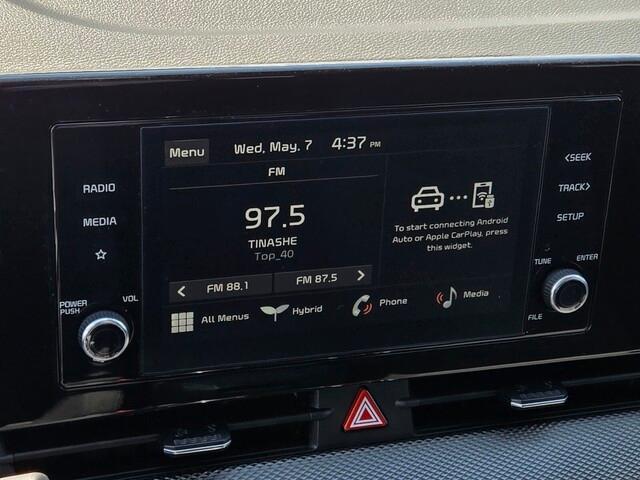 Menu
Wed, May. 7 4:37 PM
FM
97.5
TINASHE
Top_40
FM 88.1
FM 87.5
To start connecting Android
Auto or Apple CarPlay, press
this widget.
All Menus
Hybrid
Phone
Media
RADIO
MEDIA
POWER
PUSH
VOL
<SEEK
TRACK>
SETUP
TUNE
ENTER
FILE